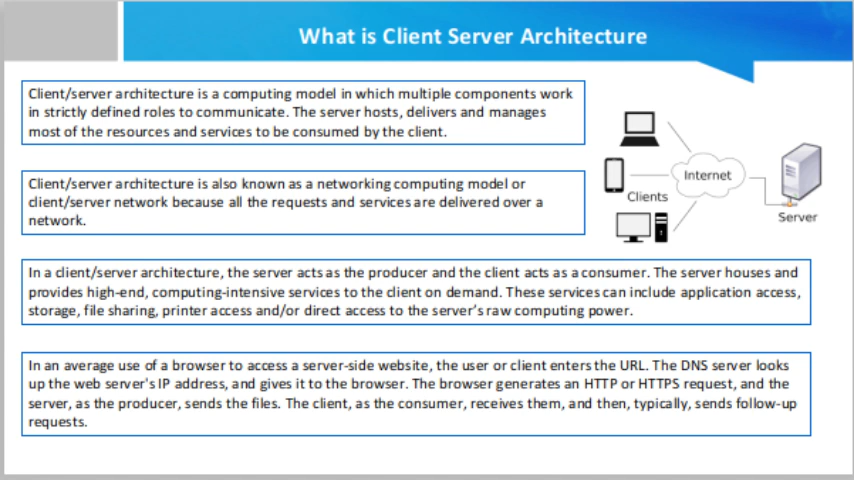 What is Client Server Architecture
Client/server architecture is a computing model in which multiple components work
in strictly defined roles to communicate. The server hosts, delivers and manages
most of the resources and services to be consumed by the client.
Client/server architecture is also known as a networking computing model or
client/server network because all the requests and services are delivered over a
network.
Internet
Clients
Server
In a client/server architecture, the server acts as the producer and the client acts as a consumer. The server houses and
provides high-end, computing-intensive services to the client on demand. These services can include application access,
storage, file sharing, printer access and/or direct access to the server's raw computing power.
In an average use of a browser to access a server-side website, the user or client enters the URL. The DNS server looks
up the web server's IP address, and gives it to the browser. The browser generates an HTTP or HTTPS request, and the
server, as the producer, sends the files. The client, as the consumer, receives them, and then, typically, sends follow-up
requests.